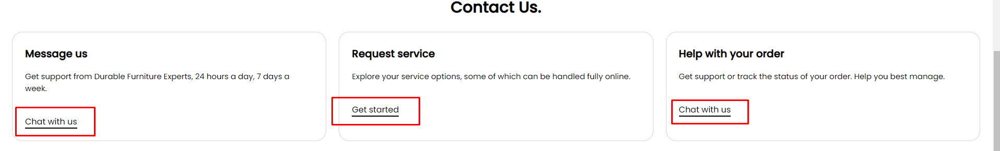 Contact Us.
Message us
Get support from Durable Furniture Experts, 24 hours a day, 7 days a
week.
Chat with us
Request service
Explore your service options, some of which can be handled fully online.
Get started
Help with your order
Get support or track the status of your order. Help you best manage.
Chat with us